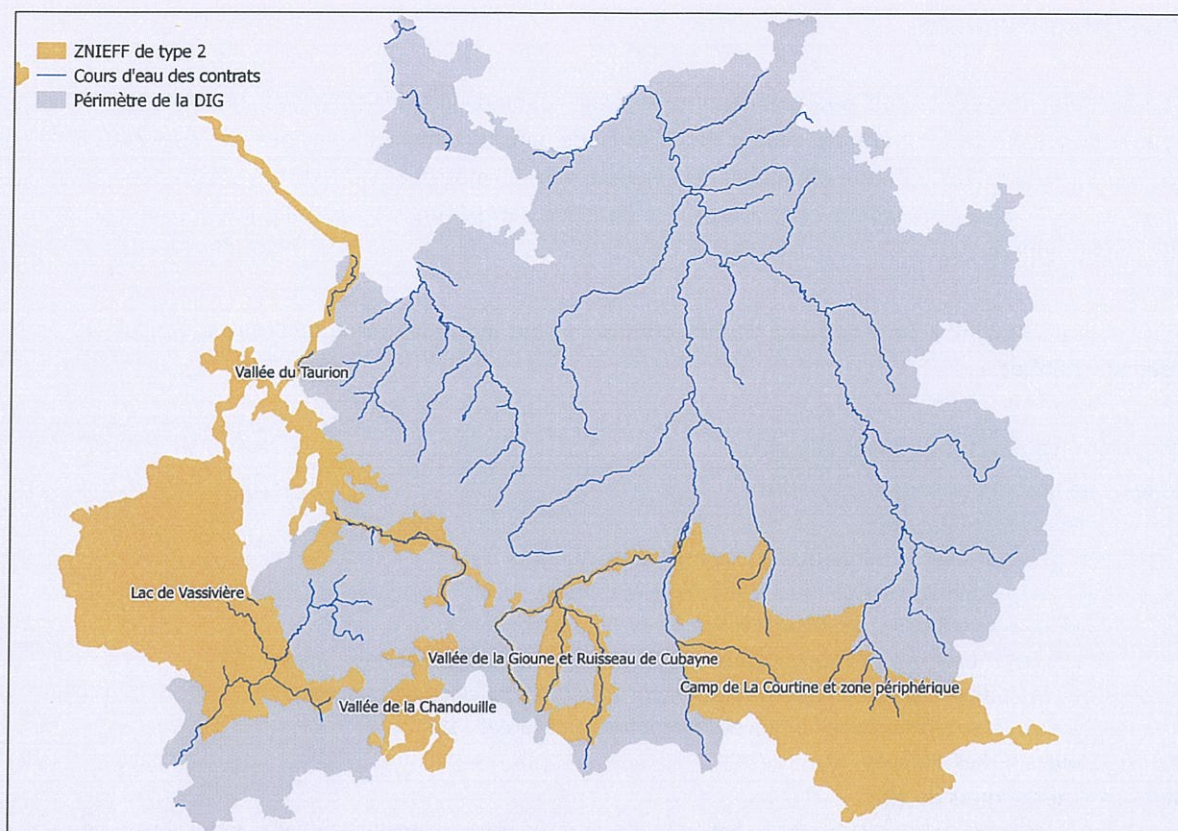 ZNIEFF de type 2
Cours d'eau des contrats
Périmètre de la DIG
Vallée du Taurion
Lac de Vassivière
Vallée de la Gioune et Ruisseau de Cubayne
Camp de La Courtine et zone périphérique
Vallée de la Chandouille